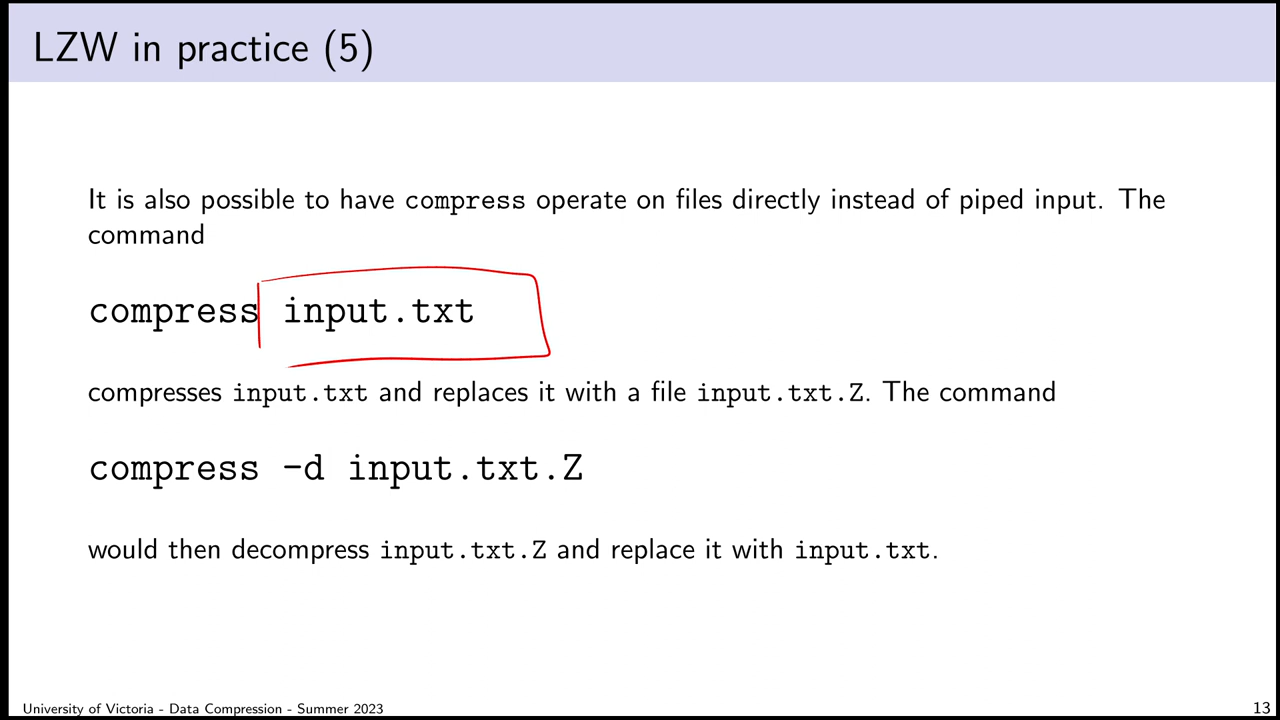 LZW in practice (5)
It is also possible to have compress operate on files directly instead of piped input. The
command
compress input.txt
compresses input.txt and replaces it with a file input.txt.Z. The command
compress -d input.txt.Z
would then decompress input.txt.Z and replace it with input.txt.
University of Victoria - Data Compression - Summer 2023
13